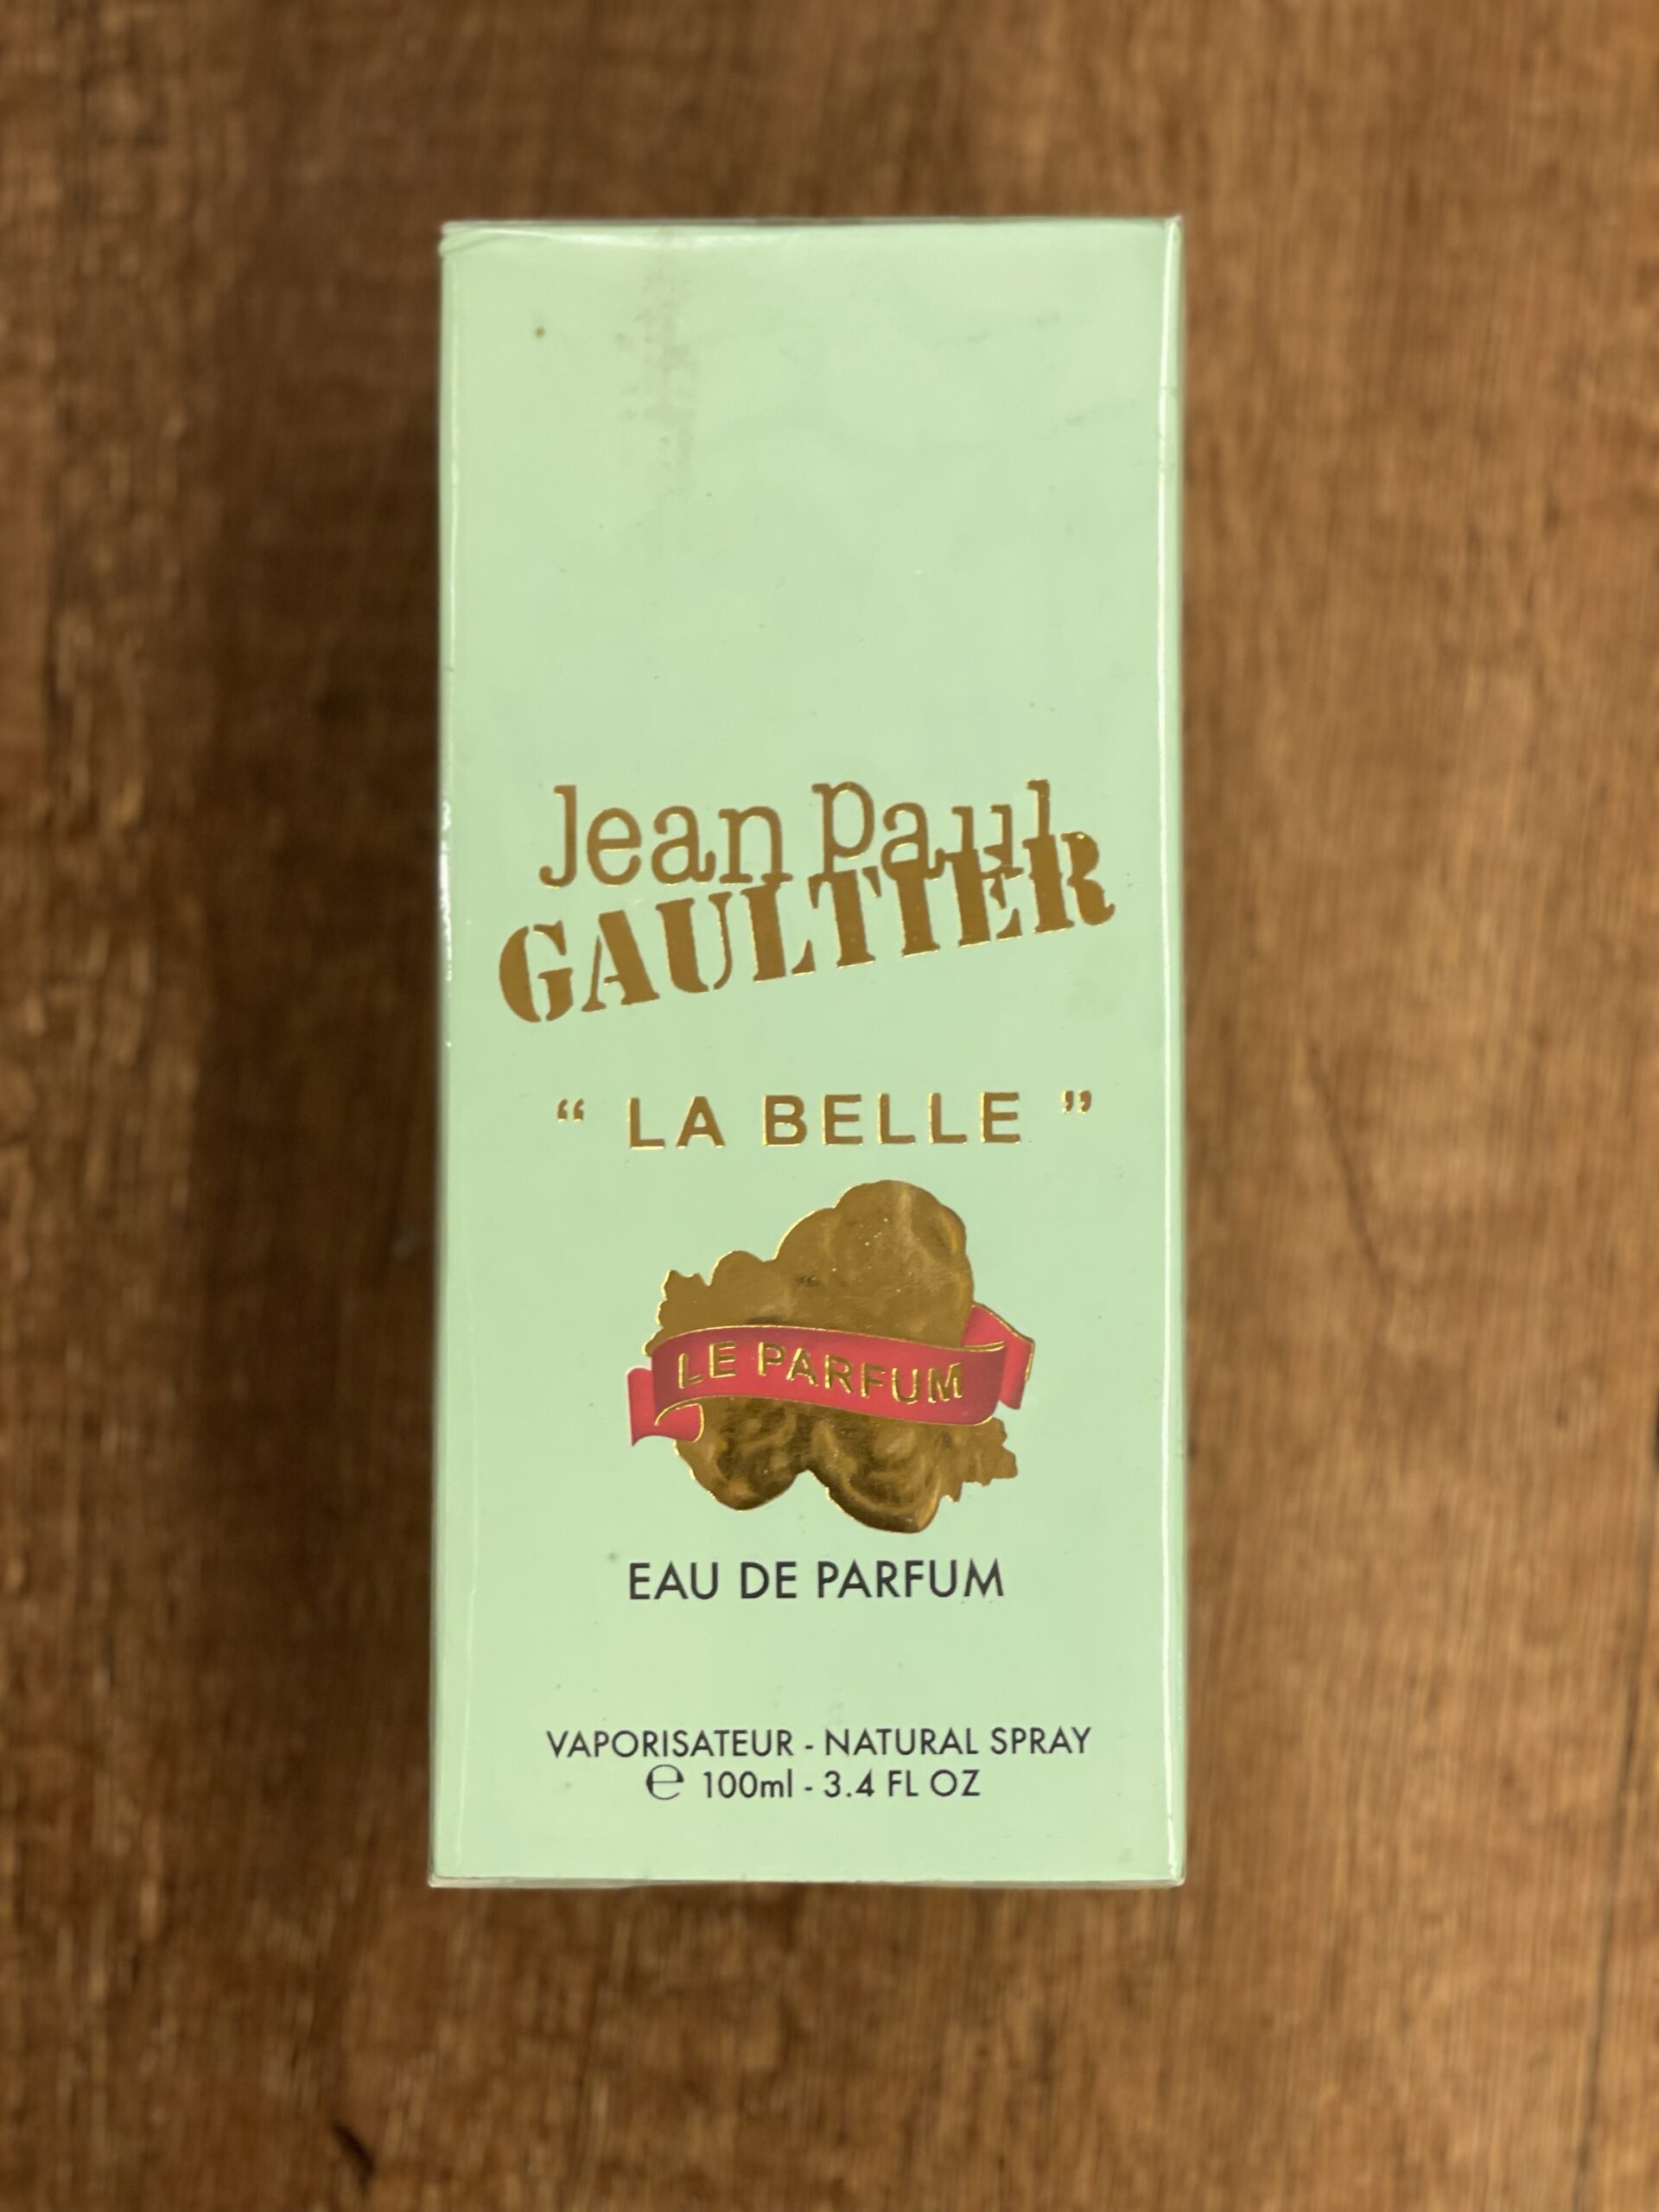 Jean Paul
GAULTIER
“ LA BELLE ”
LE PARFUM
EAU DE PARFUM
VAPORISATEUR - NATURAL SPRAY
℮ 100ml - 3.4 FL OZ